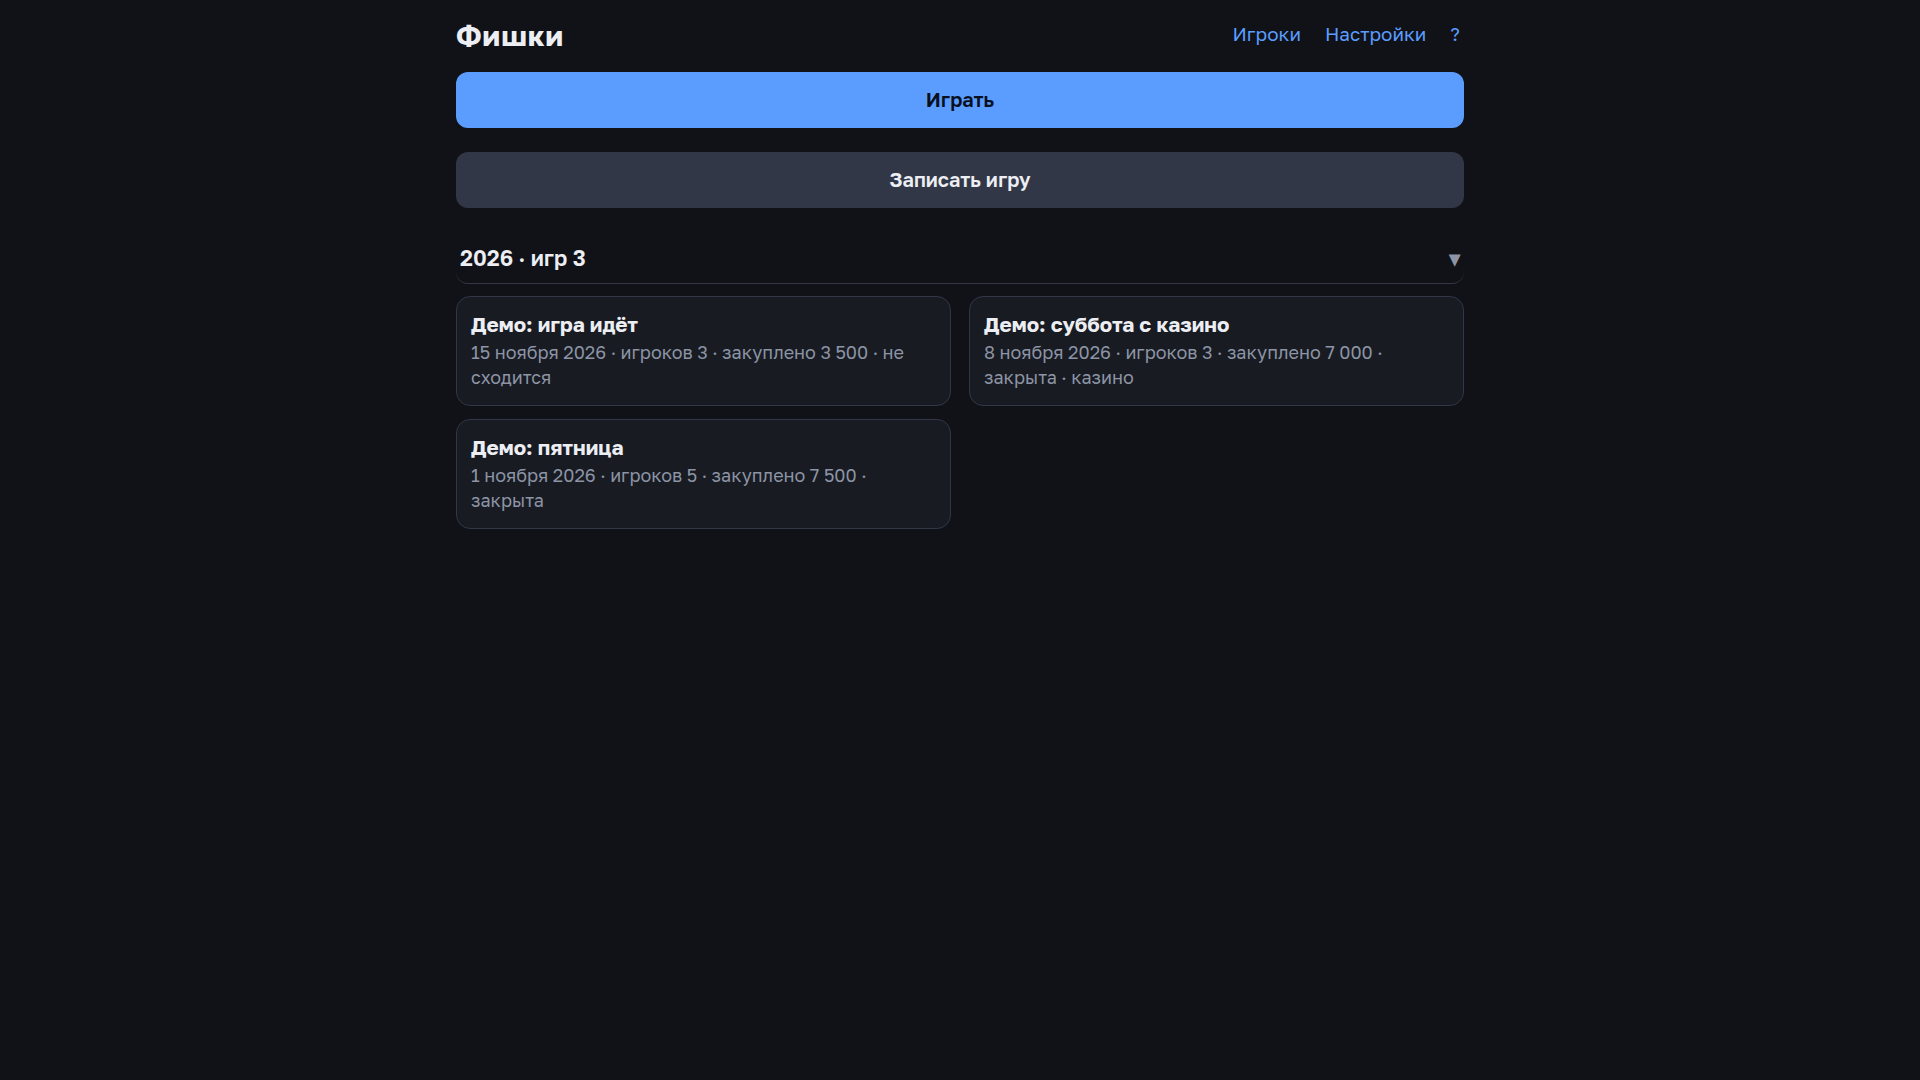 Фишки
Игроки Настройки ?
Играть
Записать игру
2026 · игр 3 ▼
Демо: игра идёт
15 ноября 2026 · игроков 3 · закуплено 3 500 · не
сходится
Демо: суббота с казино
8 ноября 2026 · игроков 3 · закуплено 7 000 ·
закрыта · казино
Демо: пятница
1 ноября 2026 · игроков 5 · закуплено 7 500 ·
закрыта